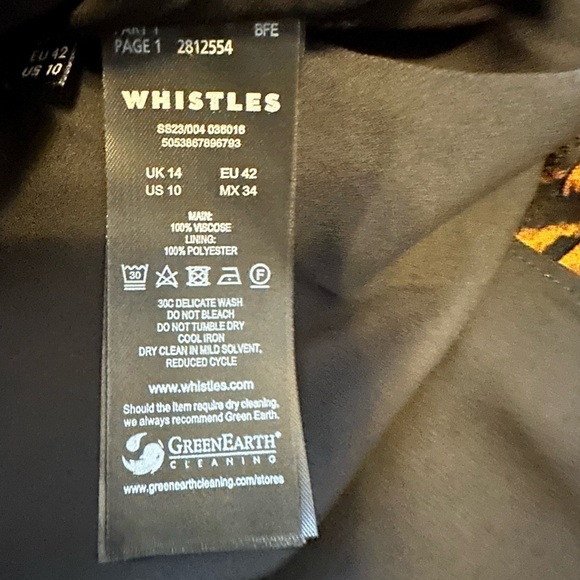 BFE
PAGE 1 2812554
EU 42
US 10
WHISTLES
SS23/004 036016
5053867896793
UK 14 EU 42
US 10 MX 34
MAIN:
100% VISCOSE
LINING:
100% POLYESTER
30 F
30C DELICATE WASH
DO NOT BLEACH
DO NOT TUMBLE DRY
COOL IRON
DRY CLEAN IN MILD SOLVENT,
REDUCED CYCLE
www.whistles.com
Should the Item require dry cleaning,
we always recommend Green Earth.
GREENEARTH®
CLEANING
www.greenearthcleaning.com/stores